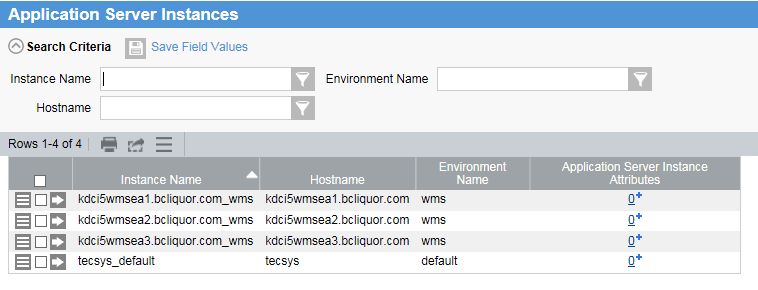 Application Server Instances
Search Criteria Save Field Values
Instance Name Environment Name
Hostname
Rows 1-4 of 4
Instance Name Hostname Environment Name Application Server Instance Attributes
kdci5wmsea1.bcliquor.com_wms kdci5wmsea1.bcliquor.com wms 0+
kdci5wmsea2.bcliquor.com_wms kdci5wmsea2.bcliquor.com wms 0+
kdci5wmsea3.bcliquor.com_wms kdci5wmsea3.bcliquor.com wms 0+
tecsys_default tecsys default 0+